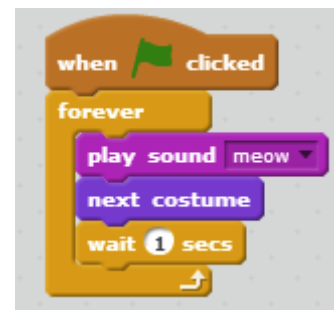 when clicked
forever
play sound meow
next costume
wait 1 secs